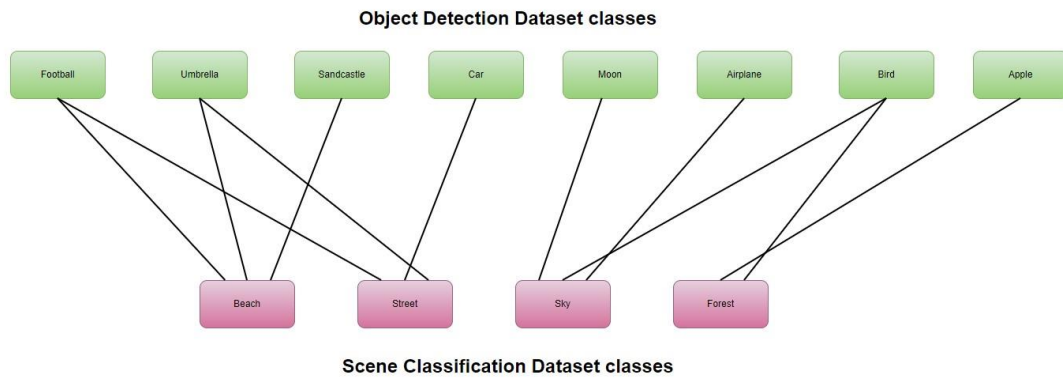 Object Detection Dataset classes
Football Umbrella Sandcastle Car Moon Airplane Bird Apple
Beach Street Sky Forest
Scene Classification Dataset classes